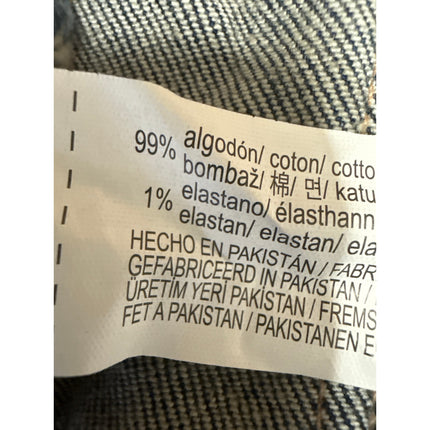 99% algodón/ coton/ cotto
bombaž/ 棉/ 면/ katu
1% elastano/ élasthann
elastan/ elastan/ ela
HECHO EN PAKISTÁN / FABR
GEFABRICEERD IN PAKISTAN /
ÜRETİM YERİ PAKİSTAN / FREMS
FET A PAKISTAN / PAKISTANEN E